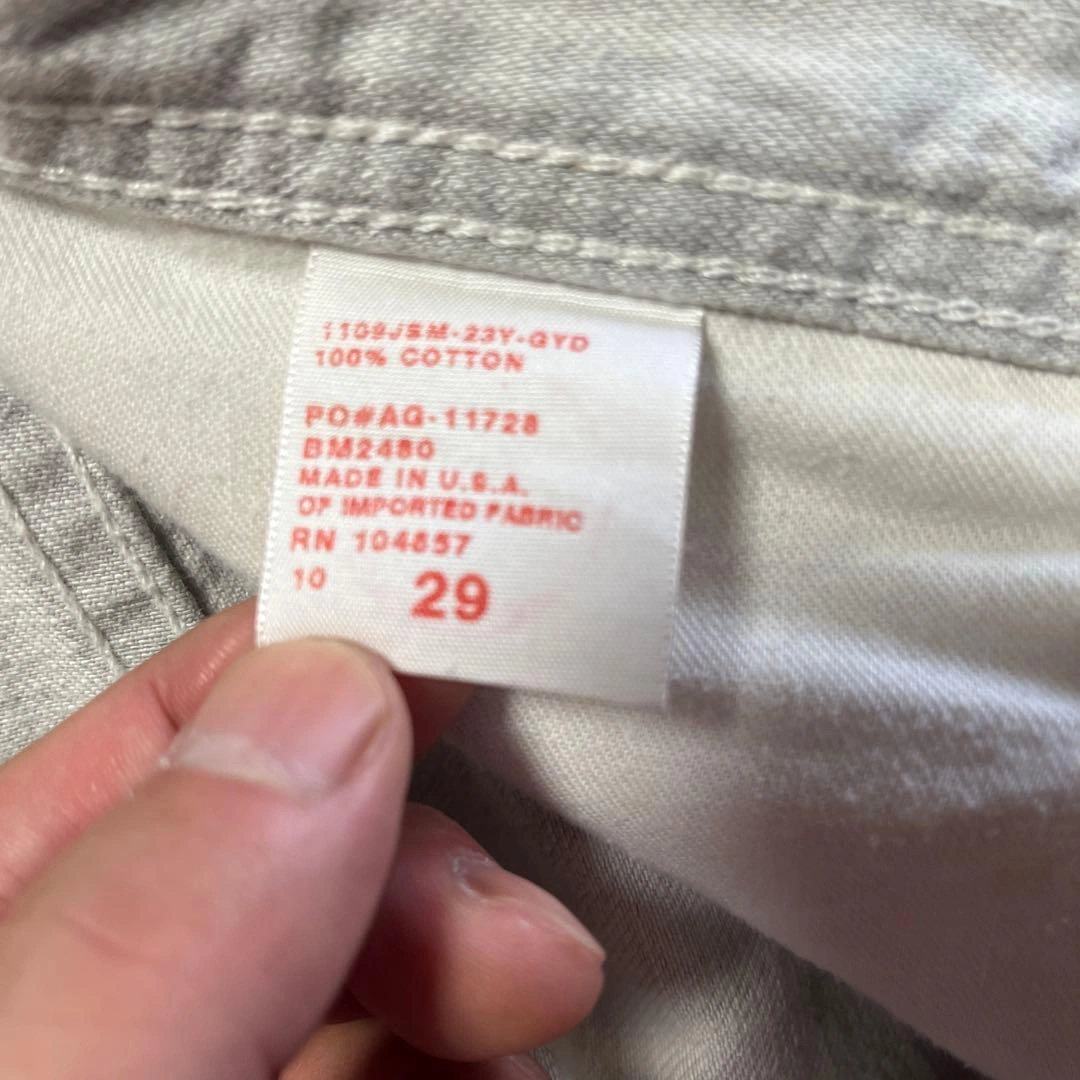 1109JSM-23Y-GYD
100% COTTON
PO#AG-11728
BM2480
MADE IN U.S.A.
OF IMPORTED FABRIC
RN 104857
10 29